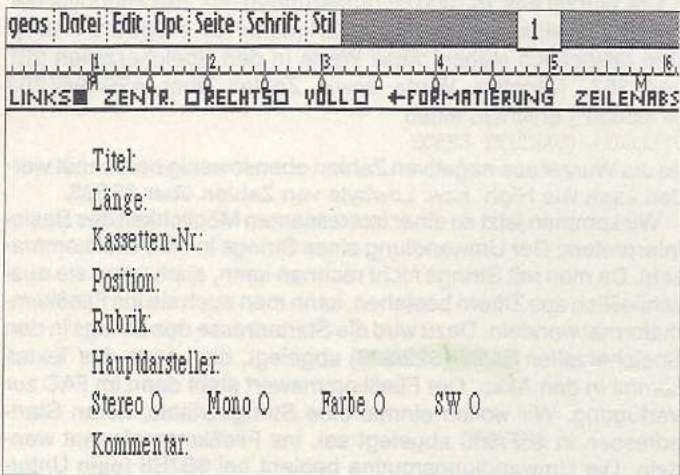 geos Datei Edit Opt Seite Schrift Stil 1
1 2 3 4 5 6
LINKS ZENTR. RECHTS VOLL ←FORMATIERUNG ZEILENABS
Titel:
Länge:
Kassetten-Nr.:
Position:
Rubrik:
Hauptdarsteller:
Stereo O Mono O Farbe O SW O
Kommentar: